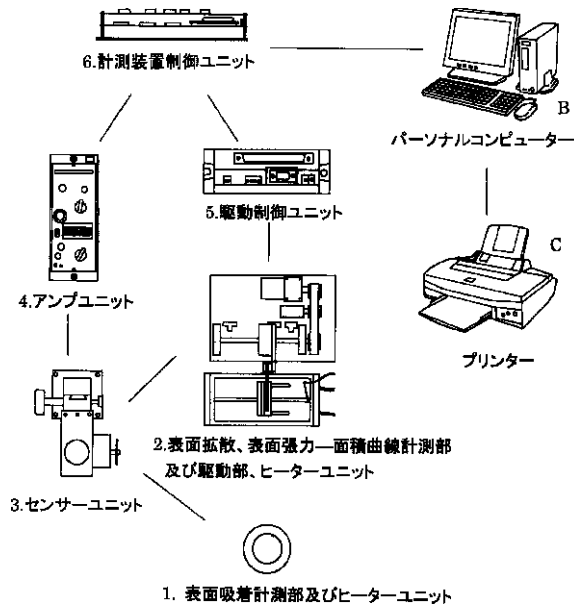 6.計測装置制御ユニット
B
パーソナルコンピューター
5.駆動制御ユニット
4.アンプユニット
C
プリンター
2.表面拡散、表面張力―面積曲線計測部
及び駆動部、ヒーターユニット
3.センサーユニット
1. 表面吸着計測部及びヒーターユニット